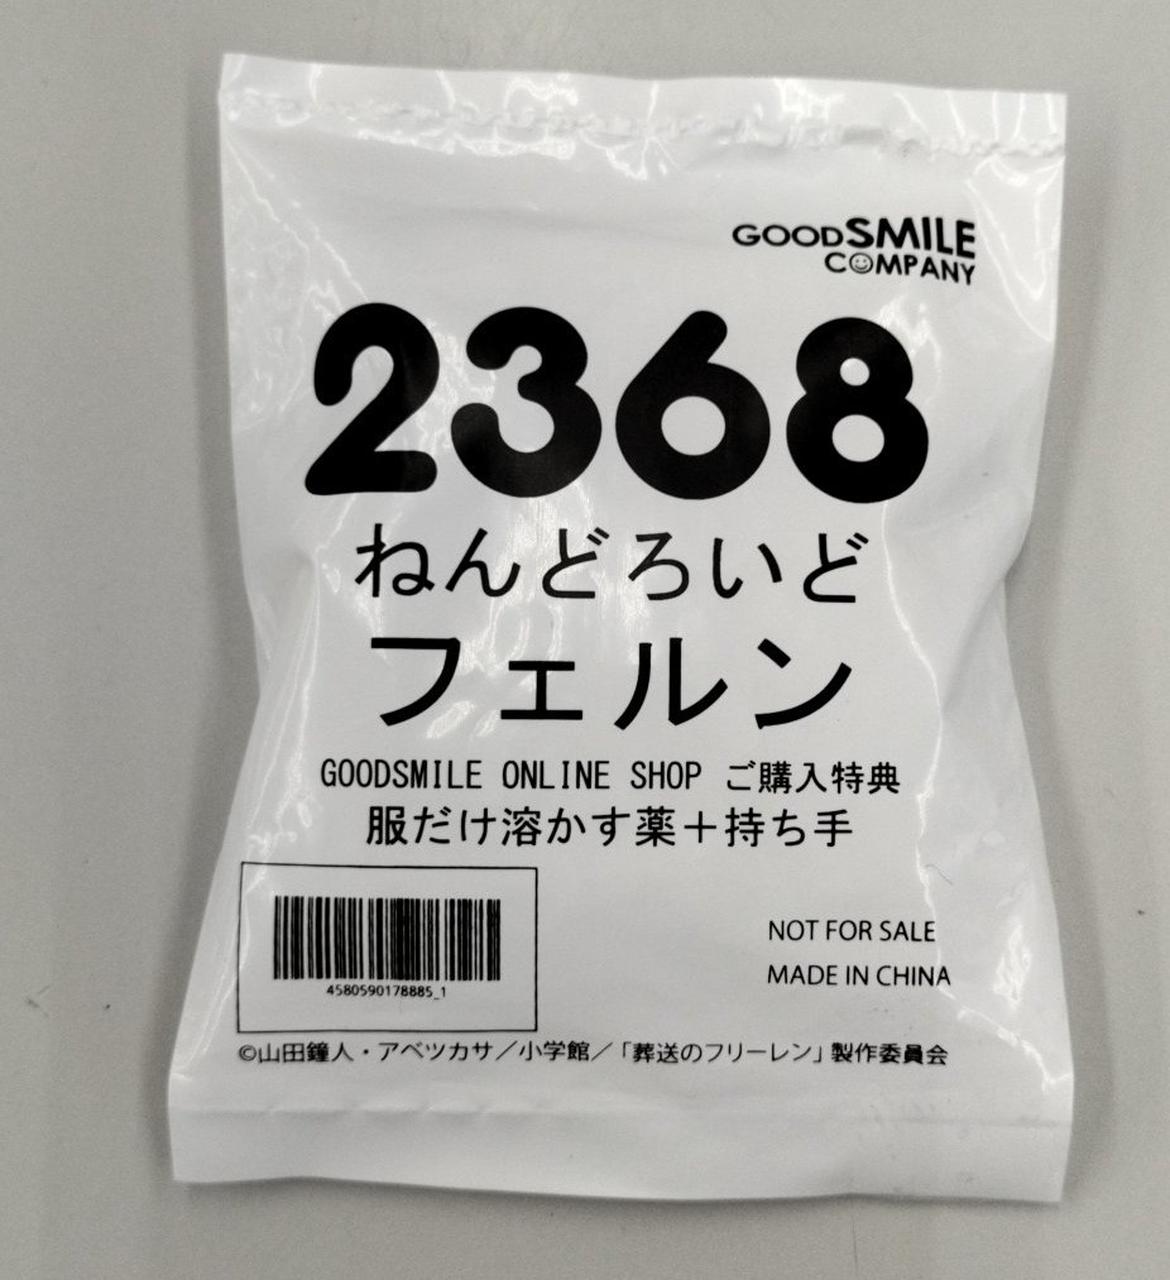 GOODSMILE
COMPANY
2368
ねんどろいど
フェルン
GOODSMILE ONLINE SHOP ご購入特典
服だけ溶かす薬＋持ち手
4580590178885_1
NOT FOR SALE
MADE IN CHINA
©山田鐘人・アベツカサ／小学館／「葬送のフリーレン」製作委員会